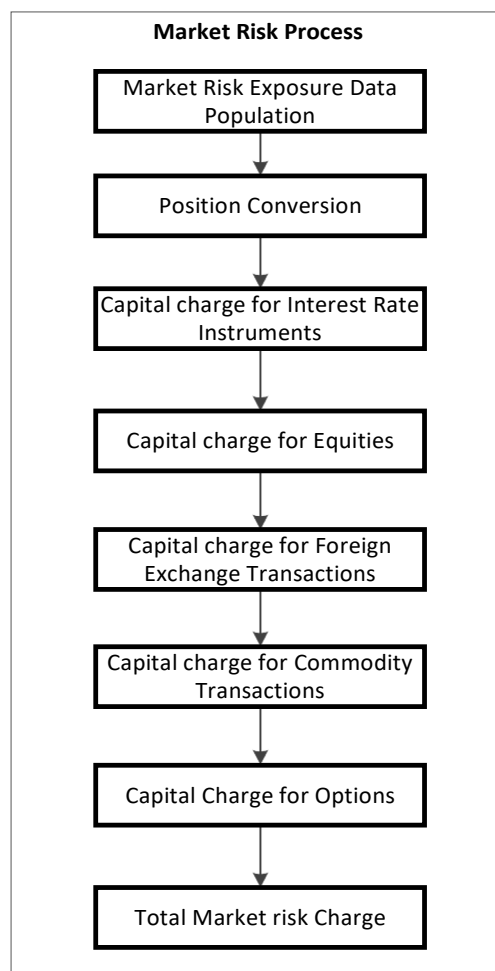 Market Risk Process
Market Risk Exposure Data
Population
Position Conversion
Capital charge for Interest Rate
Instruments
Capital charge for Equities
Capital charge for Foreign
Exchange Transactions
Capital charge for Commodity
Transactions
Capital Charge for Options
Total Market risk Charge